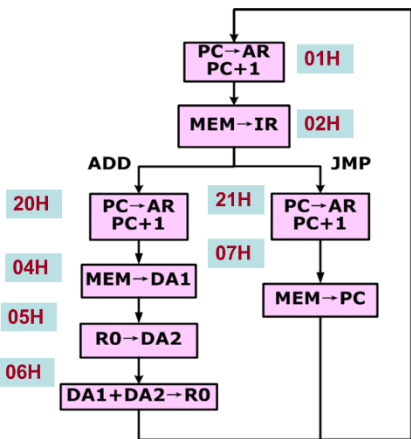 PC→AR
PC+1
01H
MEM→IR
02H
ADD
JMP
20H
PC→AR
PC+1
21H
PC→AR
PC+1
04H
MEM→DA1
07H
MEM→PC
05H
R0→DA2
06H
DA1+DA2→R0